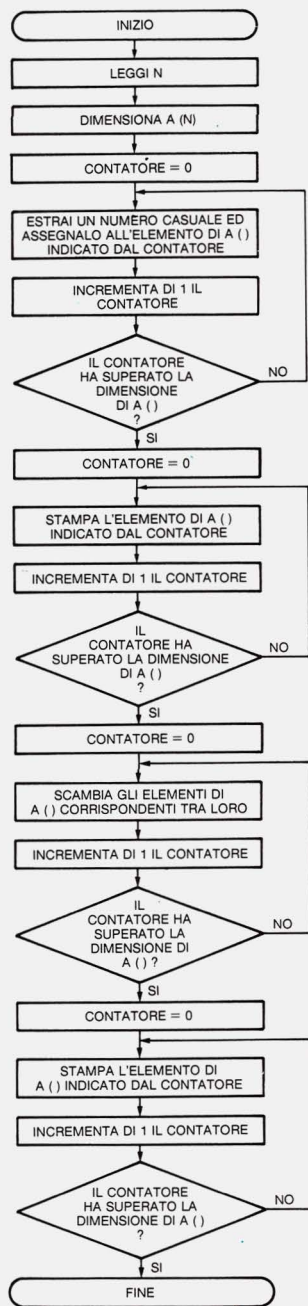 INIZIO
LEGGI N
DIMENSIONA A (N)
CONTATORE = 0
ESTRAI UN NUMERO CASUALE ED
ASSEGNALO ALL'ELEMENTO DI A ( )
INDICATO DAL CONTATORE
INCREMENTA DI 1 IL
CONTATORE
IL CONTATORE
HA SUPERATO LA
DIMENSIONE
DI A ( )
?
NO
SI
CONTATORE = 0
STAMPA L'ELEMENTO DI A ( )
INDICATO DAL CONTATORE
INCREMENTA DI 1 IL CONTATORE
IL
CONTATORE HA
SUPERATO LA DIMENSIONE
DI A ( )
?
NO
SI
CONTATORE = 0
SCAMBIA GLI ELEMENTI DI
A ( ) CORRISPONDENTI TRA LORO
INCREMENTA DI 1 IL CONTATORE
IL
CONTATORE HA
SUPERATO LA
DIMENSIONE DI
A ( ) ?
NO
SI
CONTATORE = 0
STAMPA L'ELEMENTO DI
A ( ) INDICATO DAL CONTATORE
INCREMENTA DI 1 IL CONTATORE
IL CONTATORE
HA SUPERATO LA
DIMENSIONE DI A ( )
?
NO
SI
FINE